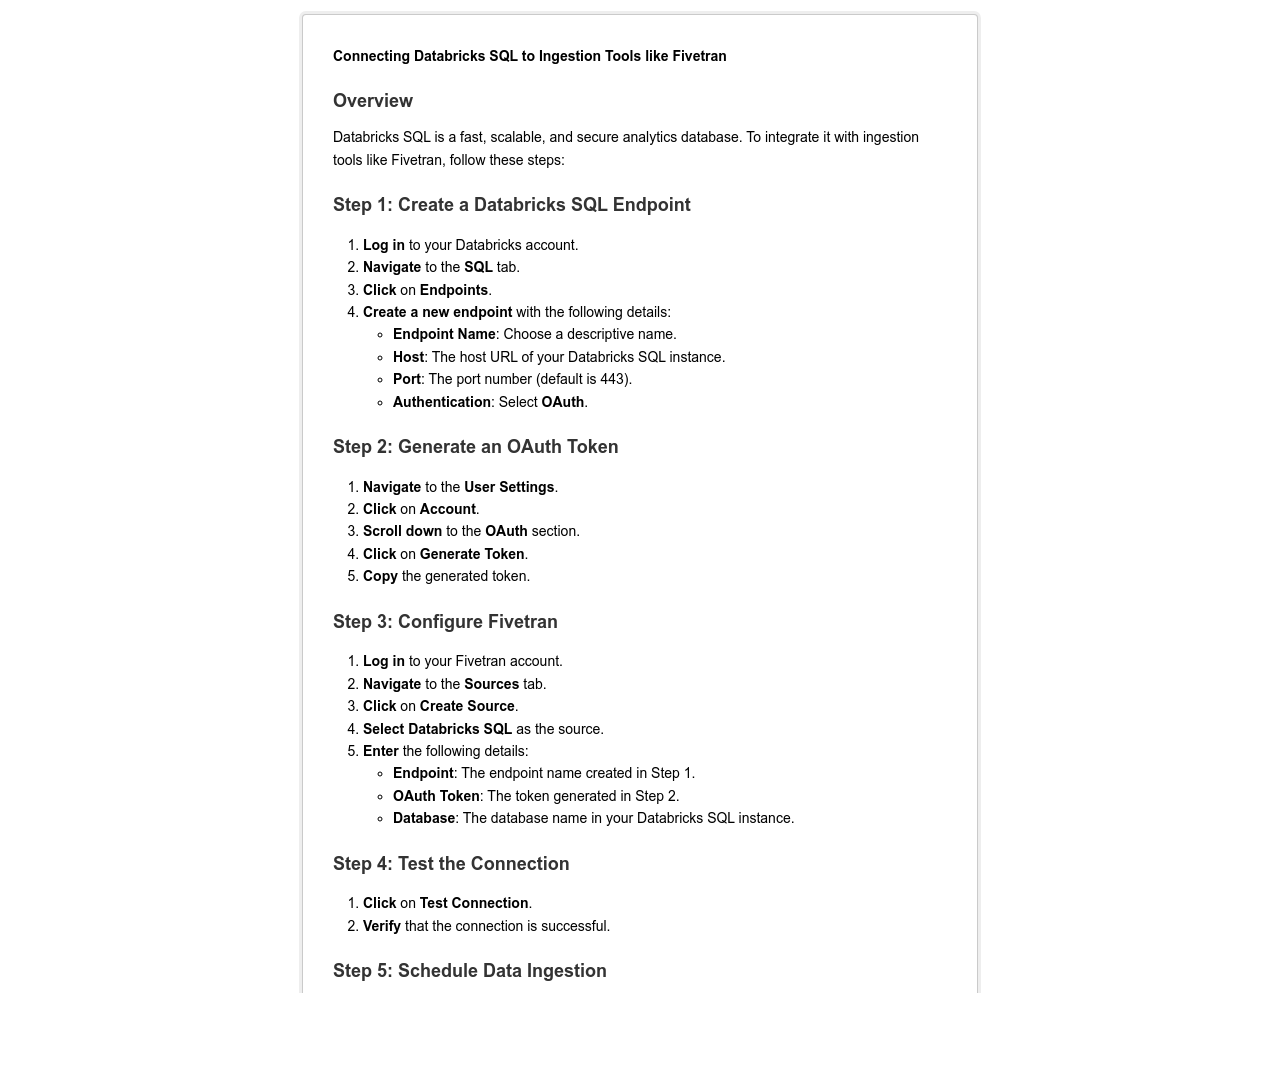 Connecting Databricks SQL to Ingestion Tools like Fivetran
Overview
Databricks SQL is a fast, scalable, and secure analytics database. To integrate it with ingestion
tools like Fivetran, follow these steps:
Step 1: Create a Databricks SQL Endpoint
1. Log in to your Databricks account.
2. Navigate to the SQL tab.
3. Click on Endpoints.
4. Create a new endpoint with the following details:
◦ Endpoint Name: Choose a descriptive name.
◦ Host: The host URL of your Databricks SQL instance.
◦ Port: The port number (default is 443).
◦ Authentication: Select OAuth.
Step 2: Generate an OAuth Token
1. Navigate to the User Settings.
2. Click on Account.
3. Scroll down to the OAuth section.
4. Click on Generate Token.
5. Copy the generated token.
Step 3: Configure Fivetran
1. Log in to your Fivetran account.
2. Navigate to the Sources tab.
3. Click on Create Source.
4. Select Databricks SQL as the source.
5. Enter the following details:
◦ Endpoint: The endpoint name created in Step 1.
◦ OAuth Token: The token generated in Step 2.
◦ Database: The database name in your Databricks SQL instance.
Step 4: Test the Connection
1. Click on Test Connection.
2. Verify that the connection is successful.
Step 5: Schedule Data Ingestion